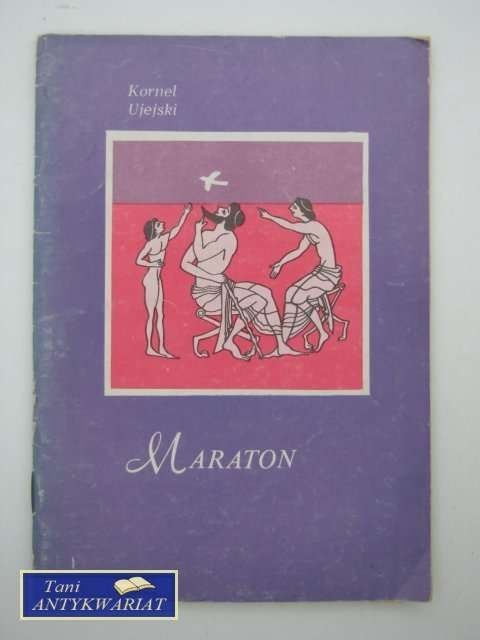 Kornel
Ujejski
MARATON
Tani
ANTYKWARIAT